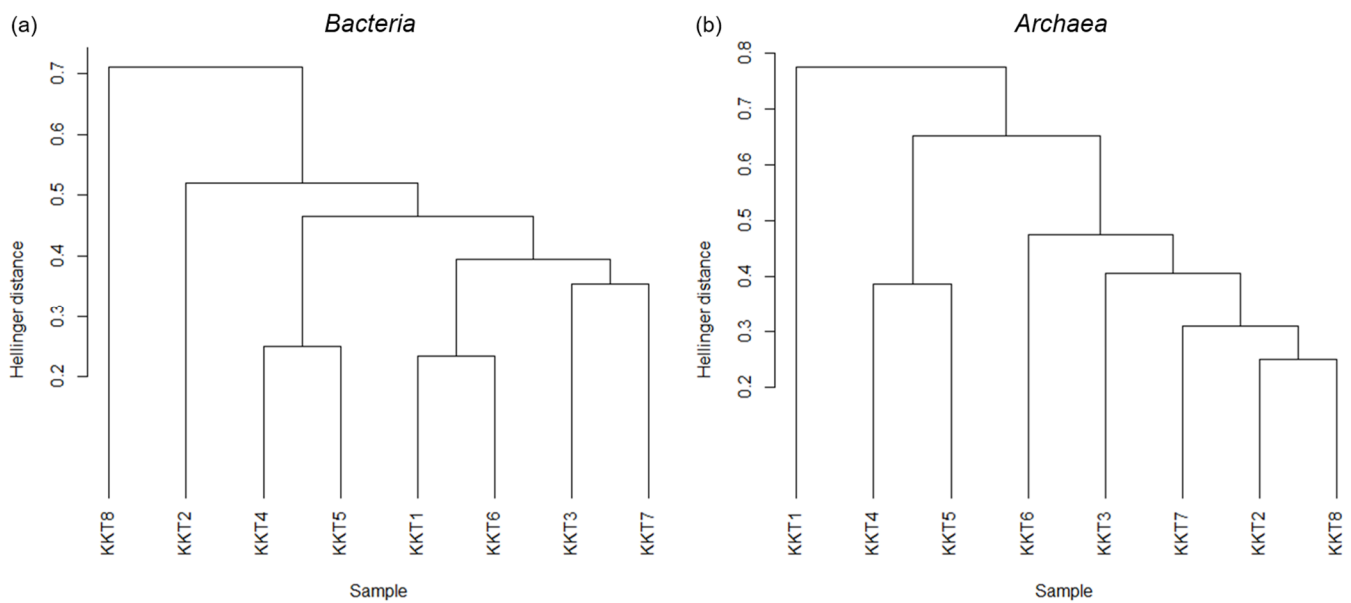 (a)
Bacteria
Hellinger distance
0.7
0.6
0.5
0.4
0.3
0.2
KKT8
KKT2
KKT4
KKT5
KKT1
KKT6
KKT3
KKT7
Sample
(b)
Archaea
Hellinger distance
0.8
0.7
0.6
0.5
0.4
0.3
0.2
KKT1
KKT4
KKT5
KKT6
KKT3
KKT7
KKT2
KKT8
Sample